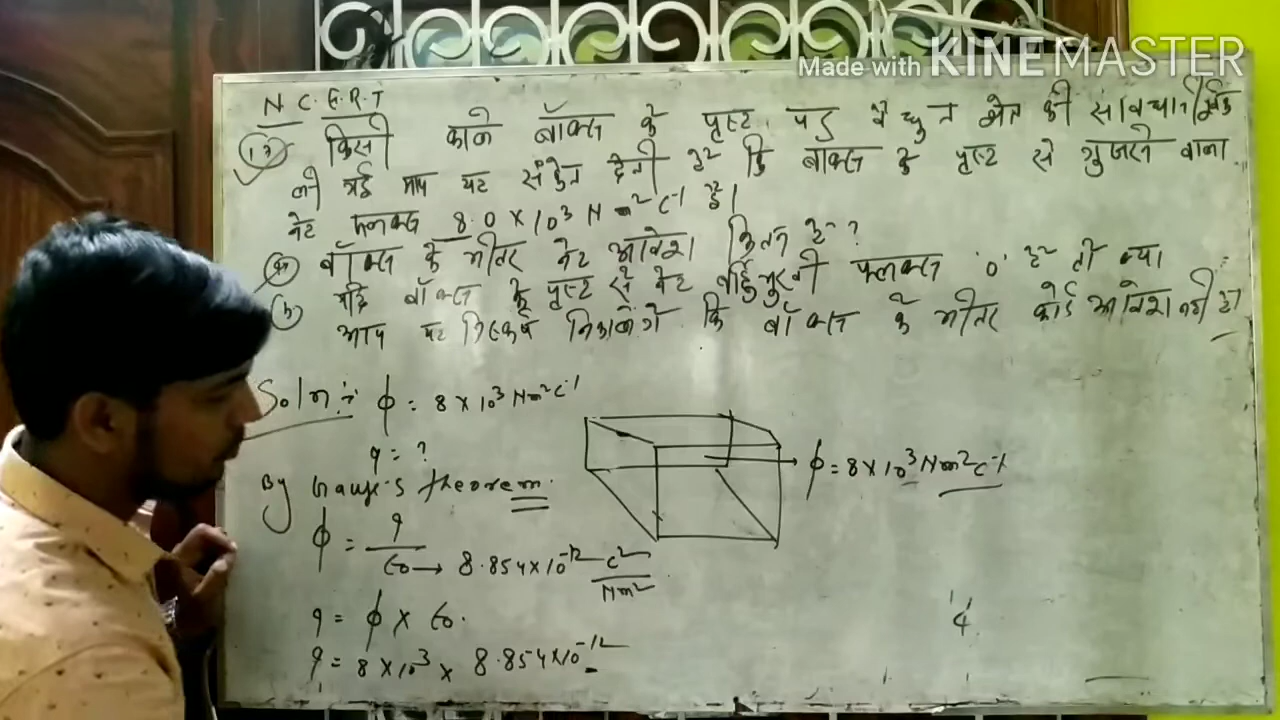 Made with KINEMASTER
N.C.E.R.T
किसी काले बॉक्स के पृष्ठ पर वैद्युत क्षेत्र की सावधानीपूर्वक
ली गई माप यह संकेत देती है कि बॉक्स के पृष्ठ से गुजरने वाला
नेट फ्लक्स 8.0 × 10³ N m² C⁻¹ है।
बॉक्स के भीतर नेट आवेश कितना है ?
यदि बॉक्स के पृष्ठ से नेट बर्हिमुखी फ्लक्स '0' है तो क्या
आप यह निष्कर्ष निकालेंगे कि बॉक्स के भीतर कोई आवेश नहीं है।
Soln :- ϕ = 8 × 10³ Nm² C⁻¹
q = ?
ϕ = 8 × 10³ Nm² C⁻¹
By Gauss's theorem.
ϕ = q / ε₀ → 8.854 × 10⁻¹² C² / Nm²
q = ϕ × ε₀.
q = 8 × 10³ × 8.854 × 10⁻¹²